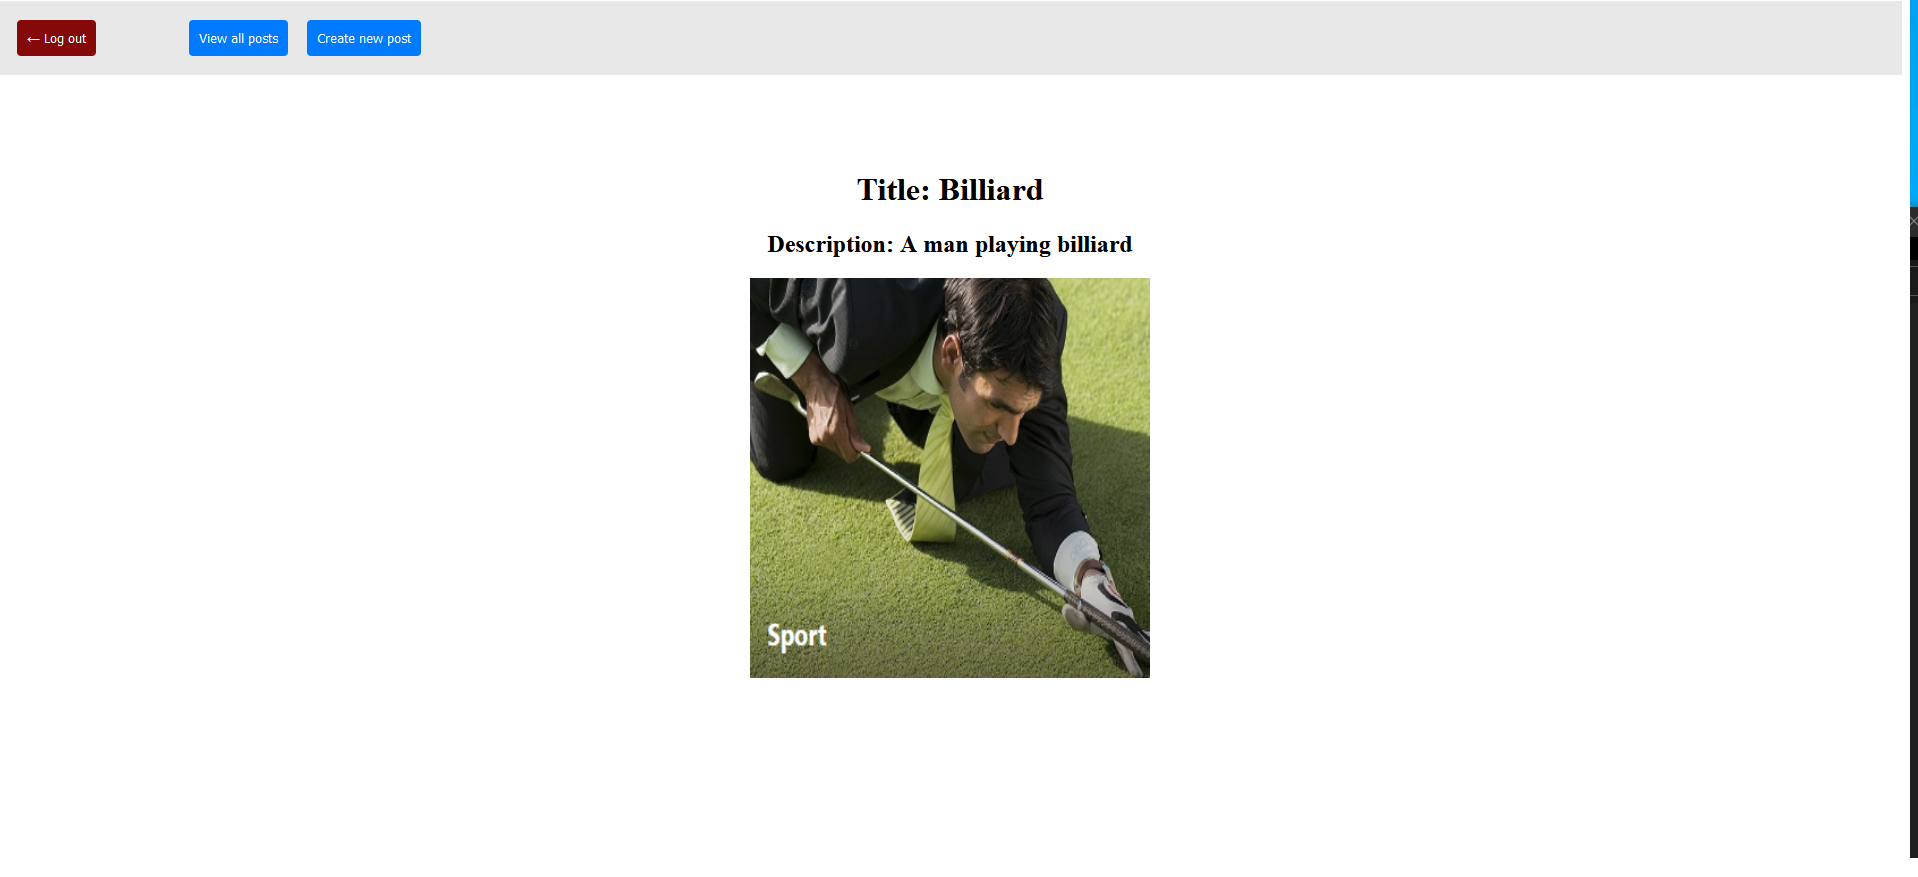 ← Log out
View all posts
Create new post
Title: Billiard
Description: A man playing billiard
Sport